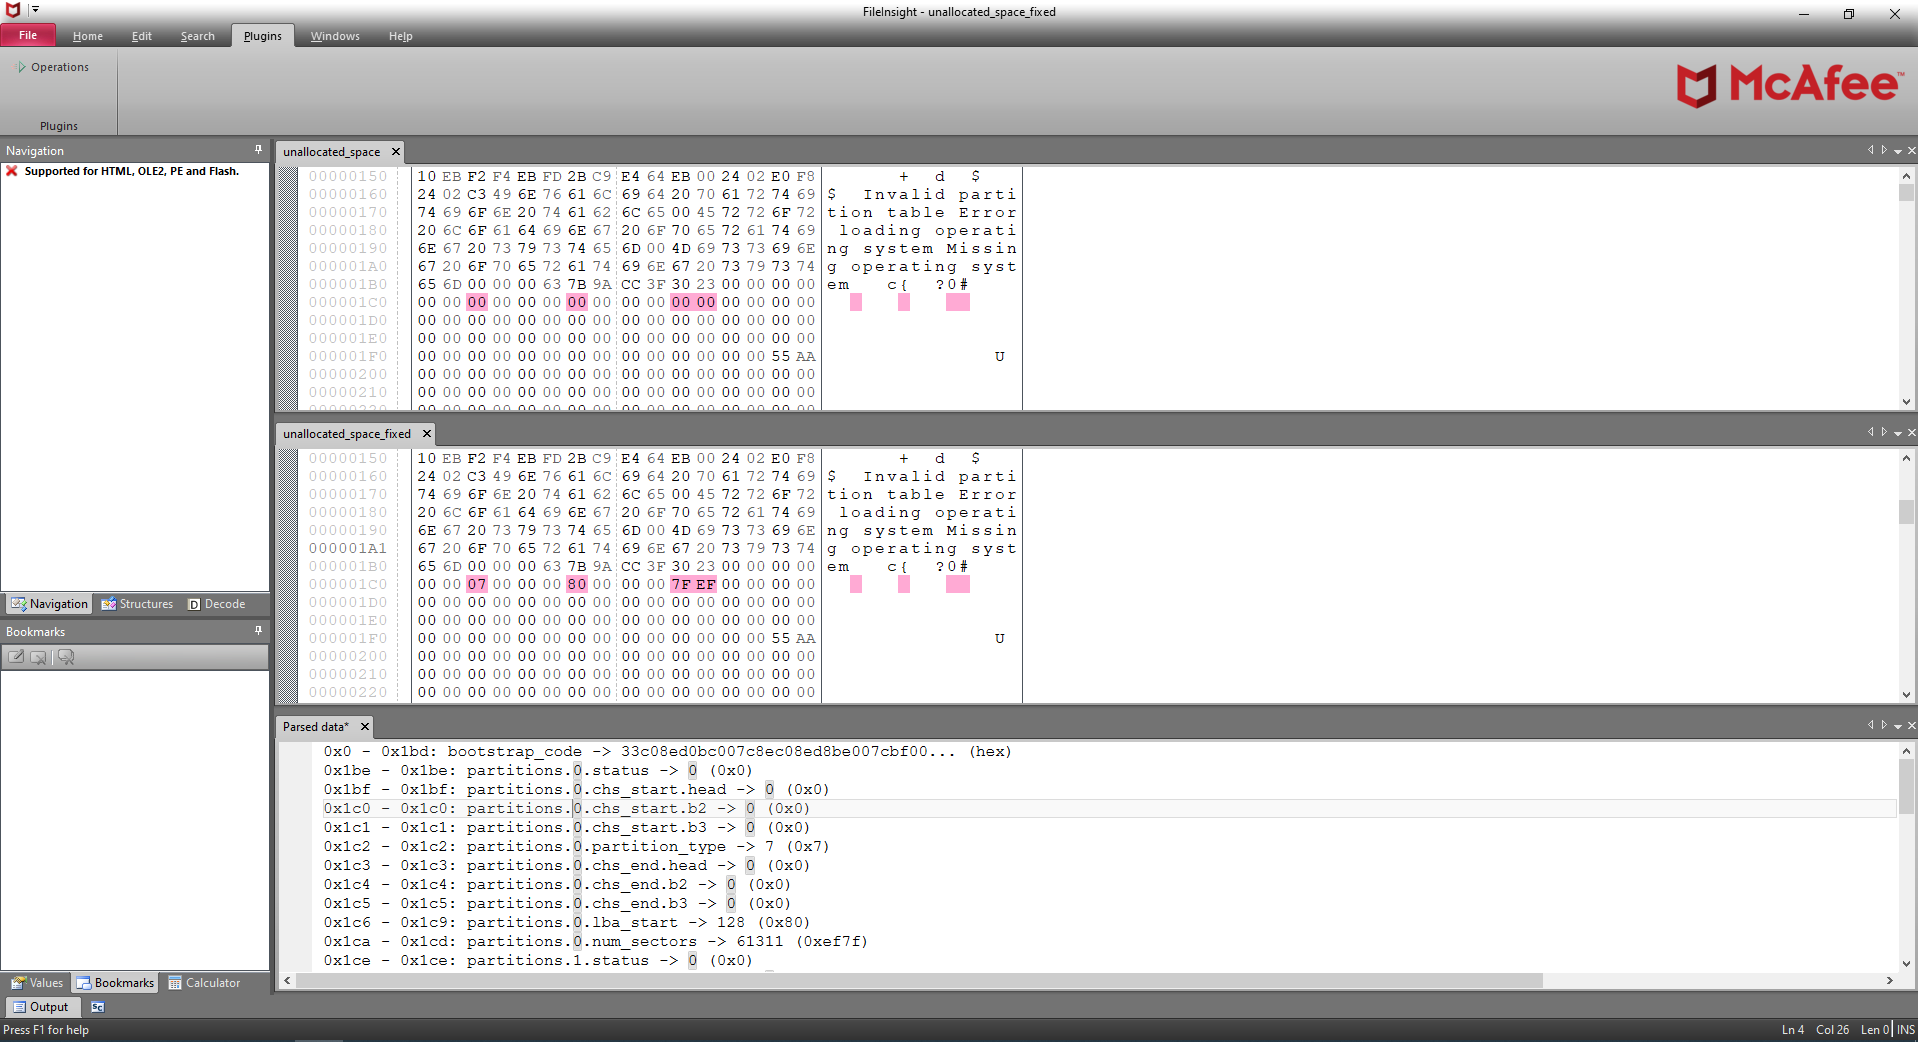 FileInsight - unallocated_space_fixed
File Home Edit Search Plugins Windows Help
Operations
Plugins
McAfee™
Navigation
Supported for HTML, OLE2, PE and Flash.
Navigation Structures Decode
Bookmarks
Values Bookmarks Calculator
Output
unallocated_space
00000150 10 EB F2 F4 EB FD 2B C9 E4 64 EB 00 24 02 E0 F8 + d $
00000160 24 02 C3 49 6E 76 61 6C 69 64 20 70 61 72 74 69 $ Invalid parti
00000170 74 69 6F 6E 20 74 61 62 6C 65 00 45 72 72 6F 72 tion table Error
00000180 20 6C 6F 61 64 69 6E 67 20 6F 70 65 72 61 74 69 loading operati
00000190 6E 67 20 73 79 73 74 65 6D 00 4D 69 73 73 69 6E ng system Missin
000001A0 67 20 6F 70 65 72 61 74 69 6E 67 20 73 79 73 74 g operating syst
000001B0 65 6D 00 00 00 63 7B 9A CC 3F 30 23 00 00 00 00 em c{ ?0#
000001C0 00 00 00 00 00 00 00 00 00 00 00 00 00 00 00 00
000001D0 00 00 00 00 00 00 00 00 00 00 00 00 00 00 00 00
000001E0 00 00 00 00 00 00 00 00 00 00 00 00 00 00 00 00
000001F0 00 00 00 00 00 00 00 00 00 00 00 00 00 00 55 AA U
00000200 00 00 00 00 00 00 00 00 00 00 00 00 00 00 00 00
00000210 00 00 00 00 00 00 00 00 00 00 00 00 00 00 00 00
00000220 00 00 00 00 00 00 00 00 00 00 00 00 00 00 00 00
unallocated_space_fixed
00000150 10 EB F2 F4 EB FD 2B C9 E4 64 EB 00 24 02 E0 F8 + d $
00000160 24 02 C3 49 6E 76 61 6C 69 64 20 70 61 72 74 69 $ Invalid parti
00000170 74 69 6F 6E 20 74 61 62 6C 65 00 45 72 72 6F 72 tion table Error
00000180 20 6C 6F 61 64 69 6E 67 20 6F 70 65 72 61 74 69 loading operati
00000190 6E 67 20 73 79 73 74 65 6D 00 4D 69 73 73 69 6E ng system Missin
000001A1 67 20 6F 70 65 72 61 74 69 6E 67 20 73 79 73 74 g operating syst
000001B0 65 6D 00 00 00 63 7B 9A CC 3F 30 23 00 00 00 00 em c{ ?0#
000001C0 00 00 07 00 00 00 80 00 00 00 7F EF 00 00 00 00
000001D0 00 00 00 00 00 00 00 00 00 00 00 00 00 00 00 00
000001E0 00 00 00 00 00 00 00 00 00 00 00 00 00 00 00 00
000001F0 00 00 00 00 00 00 00 00 00 00 00 00 00 00 55 AA U
00000200 00 00 00 00 00 00 00 00 00 00 00 00 00 00 00 00
00000210 00 00 00 00 00 00 00 00 00 00 00 00 00 00 00 00
00000220 00 00 00 00 00 00 00 00 00 00 00 00 00 00 00 00
Parsed data*
0x0 - 0x1bd: bootstrap_code -> 33c08ed0bc007c8ec08ed8be007cbf00... (hex)
0x1be - 0x1be: partitions.0.status -> 0 (0x0)
0x1bf - 0x1bf: partitions.0.chs_start.head -> 0 (0x0)
0x1c0 - 0x1c0: partitions.0.chs_start.b2 -> 0 (0x0)
0x1c1 - 0x1c1: partitions.0.chs_start.b3 -> 0 (0x0)
0x1c2 - 0x1c2: partitions.0.partition_type -> 7 (0x7)
0x1c3 - 0x1c3: partitions.0.chs_end.head -> 0 (0x0)
0x1c4 - 0x1c4: partitions.0.chs_end.b2 -> 0 (0x0)
0x1c5 - 0x1c5: partitions.0.chs_end.b3 -> 0 (0x0)
0x1c6 - 0x1c9: partitions.0.lba_start -> 128 (0x80)
0x1ca - 0x1cd: partitions.0.num_sectors -> 61311 (0xef7f)
0x1ce - 0x1ce: partitions.1.status -> 0 (0x0)
Press F1 for help
Ln 4 Col 26 Len 0 INS